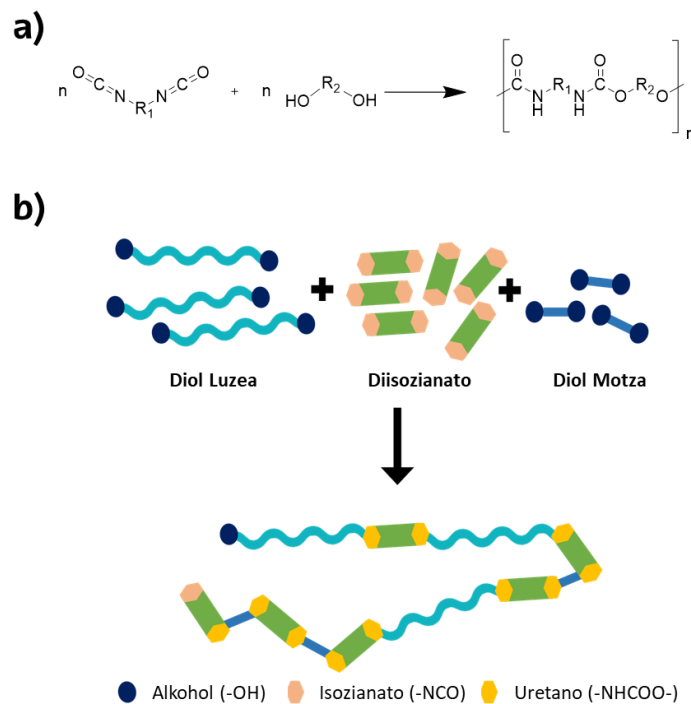 a)
n O C N R1 N C O + n HO R2 OH O C N H R1 N H O C O R2 O n
b)
Diol Luzea Diisozianato Diol Motza
Alkohol (-OH) Isozianato (-NCO) Uretano (-NHCOO-)